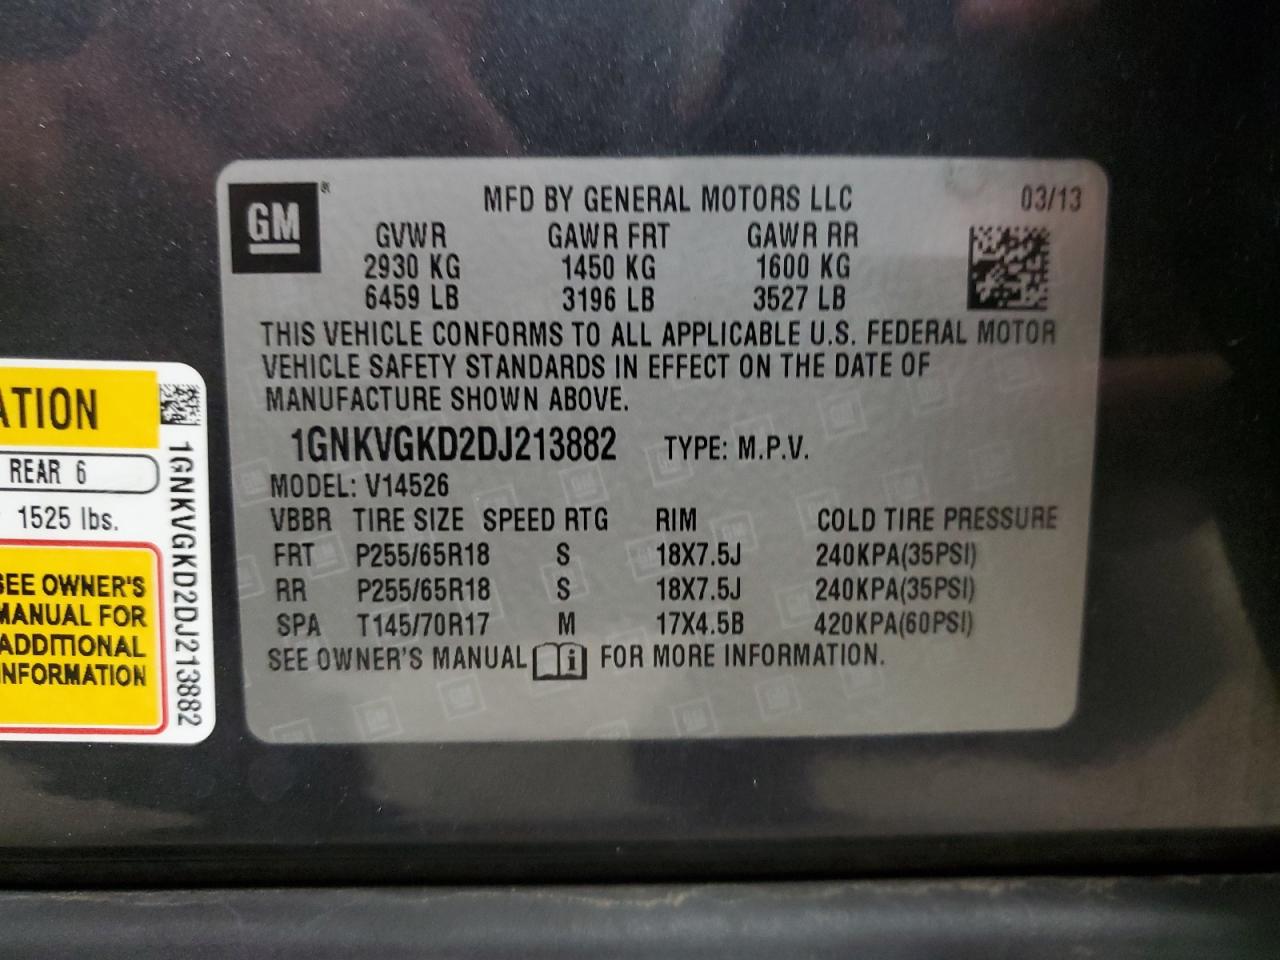 GM
®
MFD BY GENERAL MOTORS LLC 03/13
GVWR GAWR FRT GAWR RR
2930 KG 1450 KG 1600 KG
6459 LB 3196 LB 3527 LB
THIS VEHICLE CONFORMS TO ALL APPLICABLE U.S. FEDERAL MOTOR
VEHICLE SAFETY STANDARDS IN EFFECT ON THE DATE OF
MANUFACTURE SHOWN ABOVE.
1GNKVGKD2DJ213882 TYPE: M.P.V.
MODEL: V14526
VBBR TIRE SIZE SPEED RTG RIM COLD TIRE PRESSURE
FRT P255/65R18 S 18X7.5J 240KPA(35PSI)
RR P255/65R18 S 18X7.5J 240KPA(35PSI)
SPA T145/70R17 M 17X4.5B 420KPA(60PSI)
SEE OWNER'S MANUAL i FOR MORE INFORMATION.
ATION
REAR 6
1525 lbs.
SEE OWNER'S
MANUAL FOR
ADDITIONAL
INFORMATION
1GNKVGKD2DJ213882